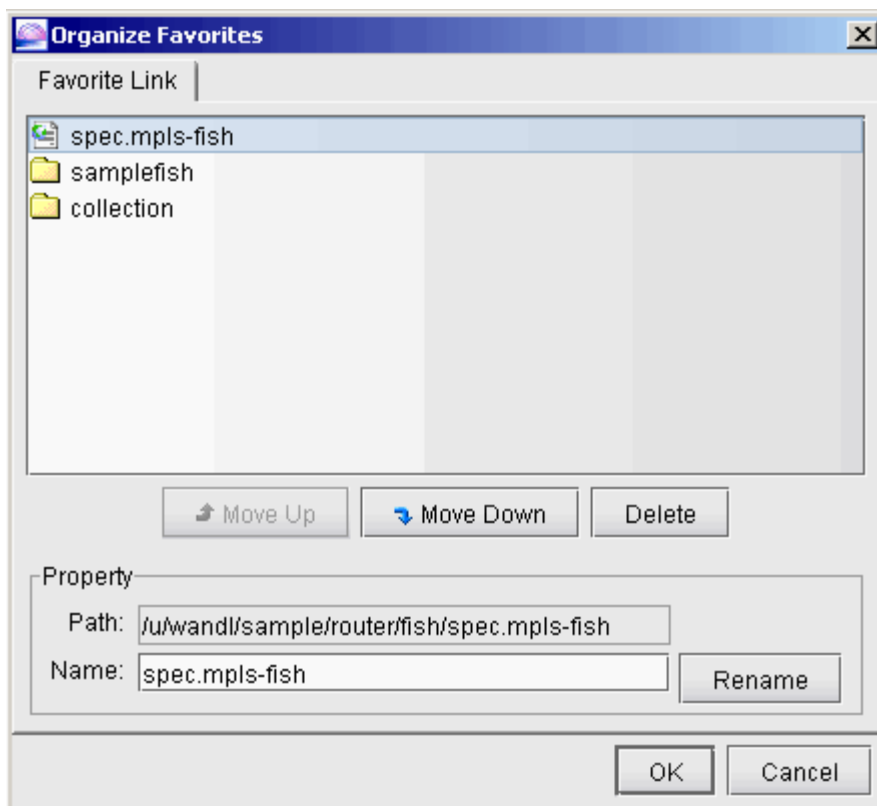 Organize Favorites
Favorite Link
spec.mpls-fish
samplefish
collection
Move Up Move Down Delete
Property
Path: /u/wandl/sample/router/fish/spec.mpls-fish
Name: spec.mpls-fish Rename
OK Cancel